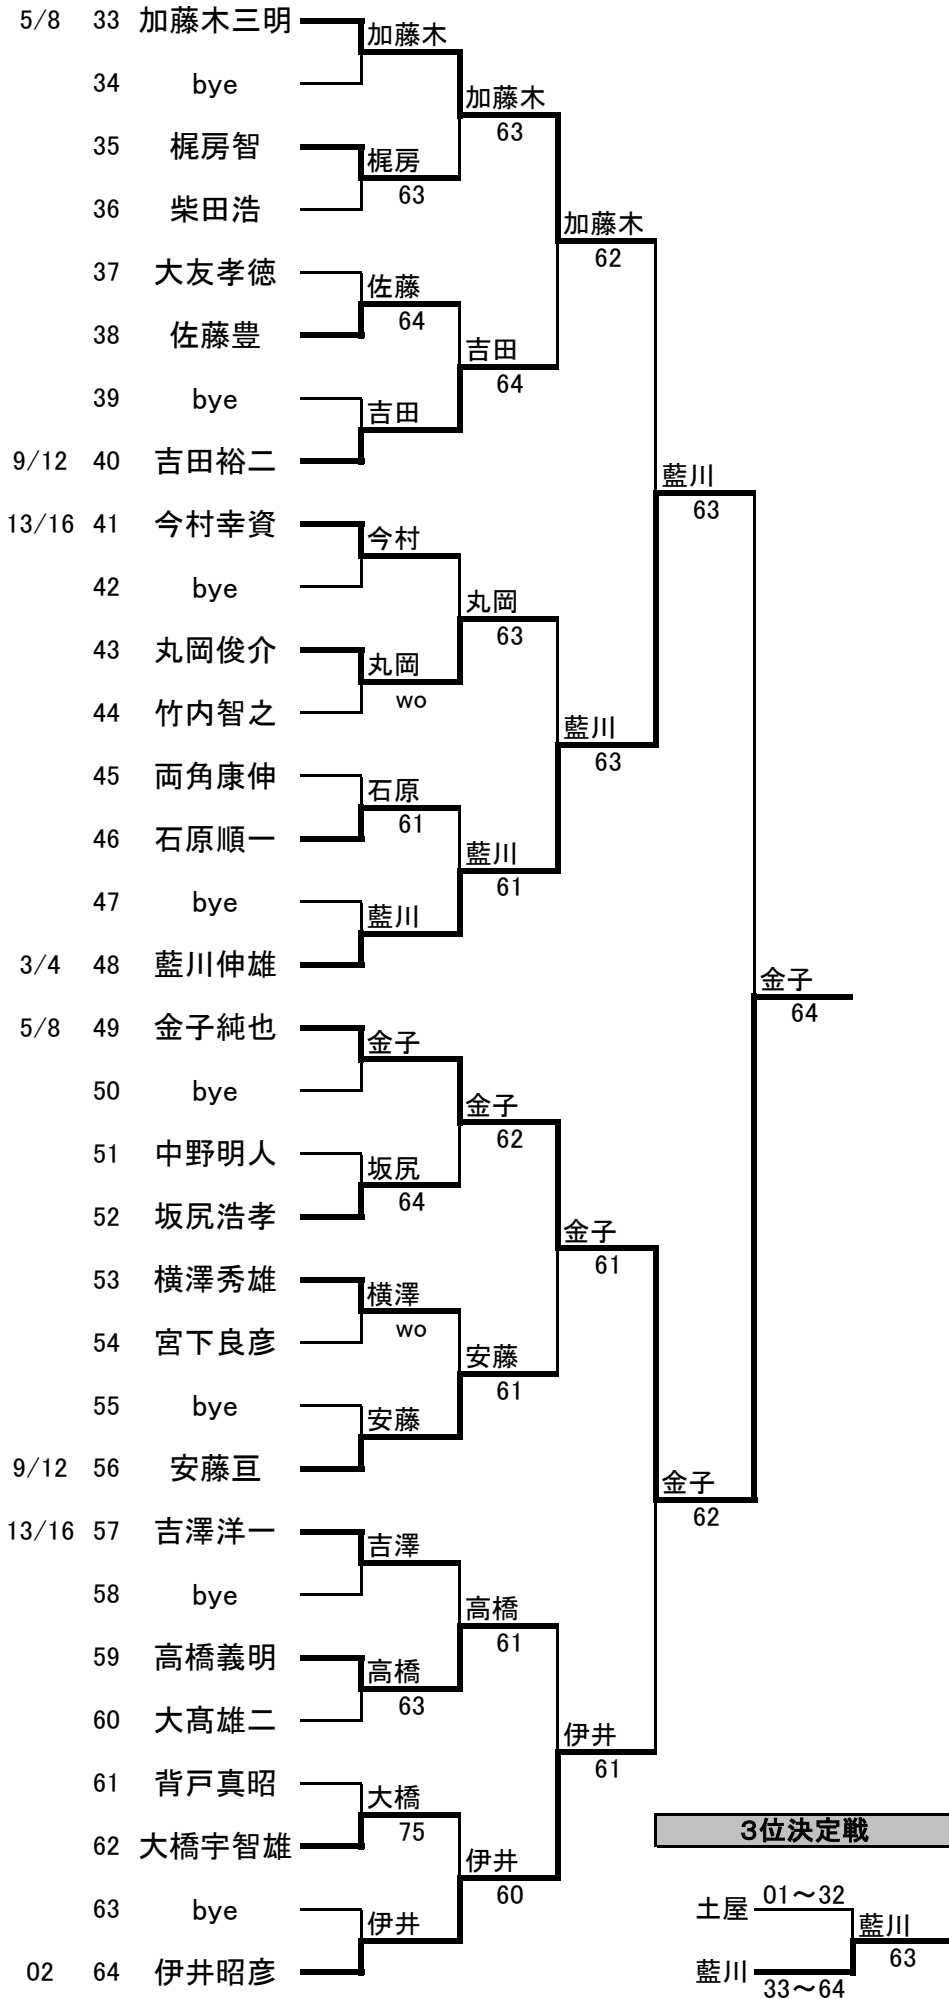 5/8 33 加藤木三明
加藤木
34 bye
加藤木
63
35 梶房智
梶房
63
36 柴田浩
加藤木
62
37 大友孝徳
佐藤
64
38 佐藤豊
吉田
64
39 bye
吉田
9/12 40 吉田裕二
藍川
63
13/16 41 今村幸資
今村
42 bye
丸岡
63
43 丸岡俊介
丸岡
wo
44 竹内智之
藍川
63
45 両角康伸
石原
61
46 石原順一
藍川
61
47 bye
藍川
3/4 48 藍川伸雄
金子
64
5/8 49 金子純也
金子
50 bye
金子
62
51 中野明人
坂尻
64
52 坂尻浩孝
金子
61
53 横澤秀雄
横澤
wo
54 宮下良彦
安藤
61
55 bye
安藤
9/12 56 安藤亘
金子
62
13/16 57 吉澤洋一
吉澤
58 bye
高橋
61
59 高橋義明
高橋
63
60 大髙雄二
伊井
61
61 背戸真昭
大橋
75
62 大橋宇智雄
3位決定戦
伊井
60
63 bye
伊井
02 64 伊井昭彦
土屋 01～32
藍川
63
藍川 33～64